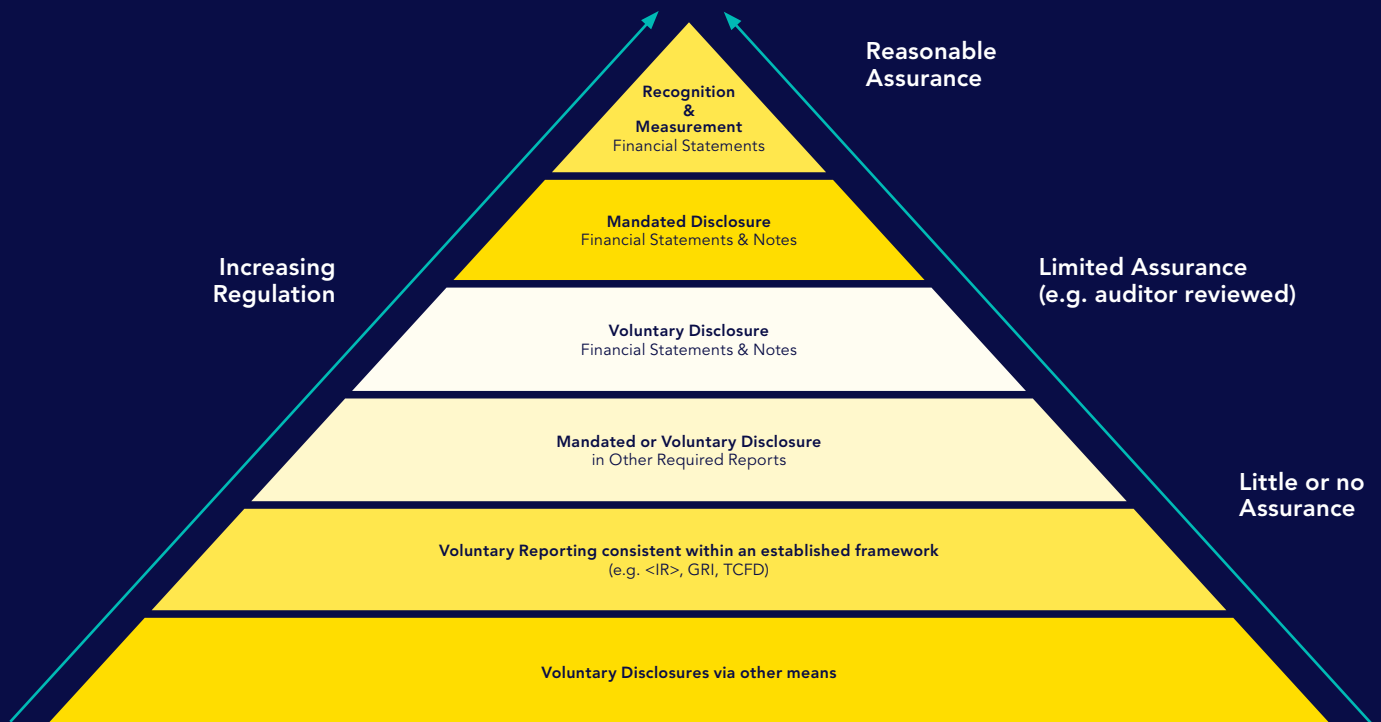 Reasonable
Assurance
Recognition
&
Measurement
Financial Statements
Mandated Disclosure
Financial Statements & Notes
Increasing
Regulation
Limited Assurance
(e.g. auditor reviewed)
Voluntary Disclosure
Financial Statements & Notes
Mandated or Voluntary Disclosure
in Other Required Reports
Little or no
Assurance
Voluntary Reporting consistent within an established framework
(e.g. <IR>, GRI, TCFD)
Voluntary Disclosures via other means